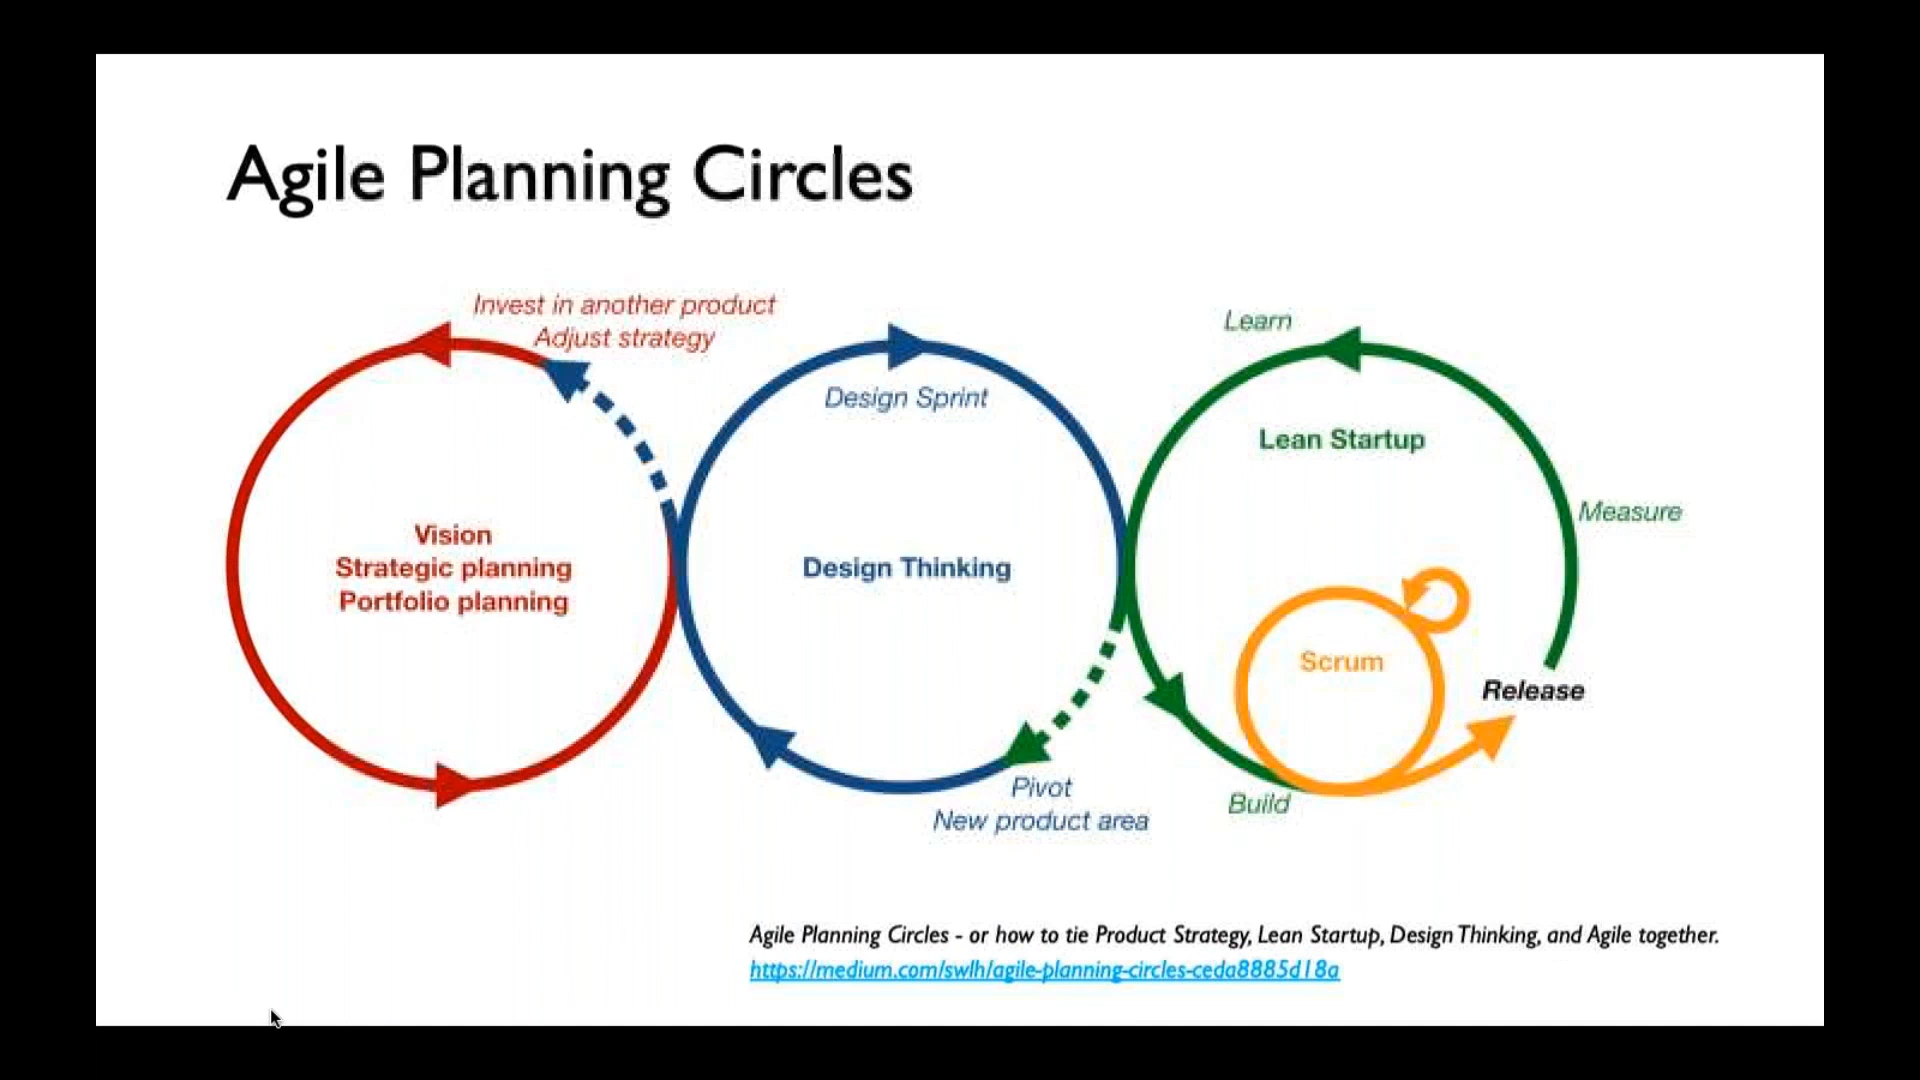 Agile Planning Circles
Invest in another product
Adjust strategy
Vision
Strategic planning
Portfolio planning
Design Sprint
Design Thinking
Pivot
New product area
Learn
Lean Startup
Measure
Scrum
Release
Build
Agile Planning Circles - or how to tie Product Strategy, Lean Startup, Design Thinking, and Agile together.
https://medium.com/swlh/agile-planning-circles-ceda8885d18a